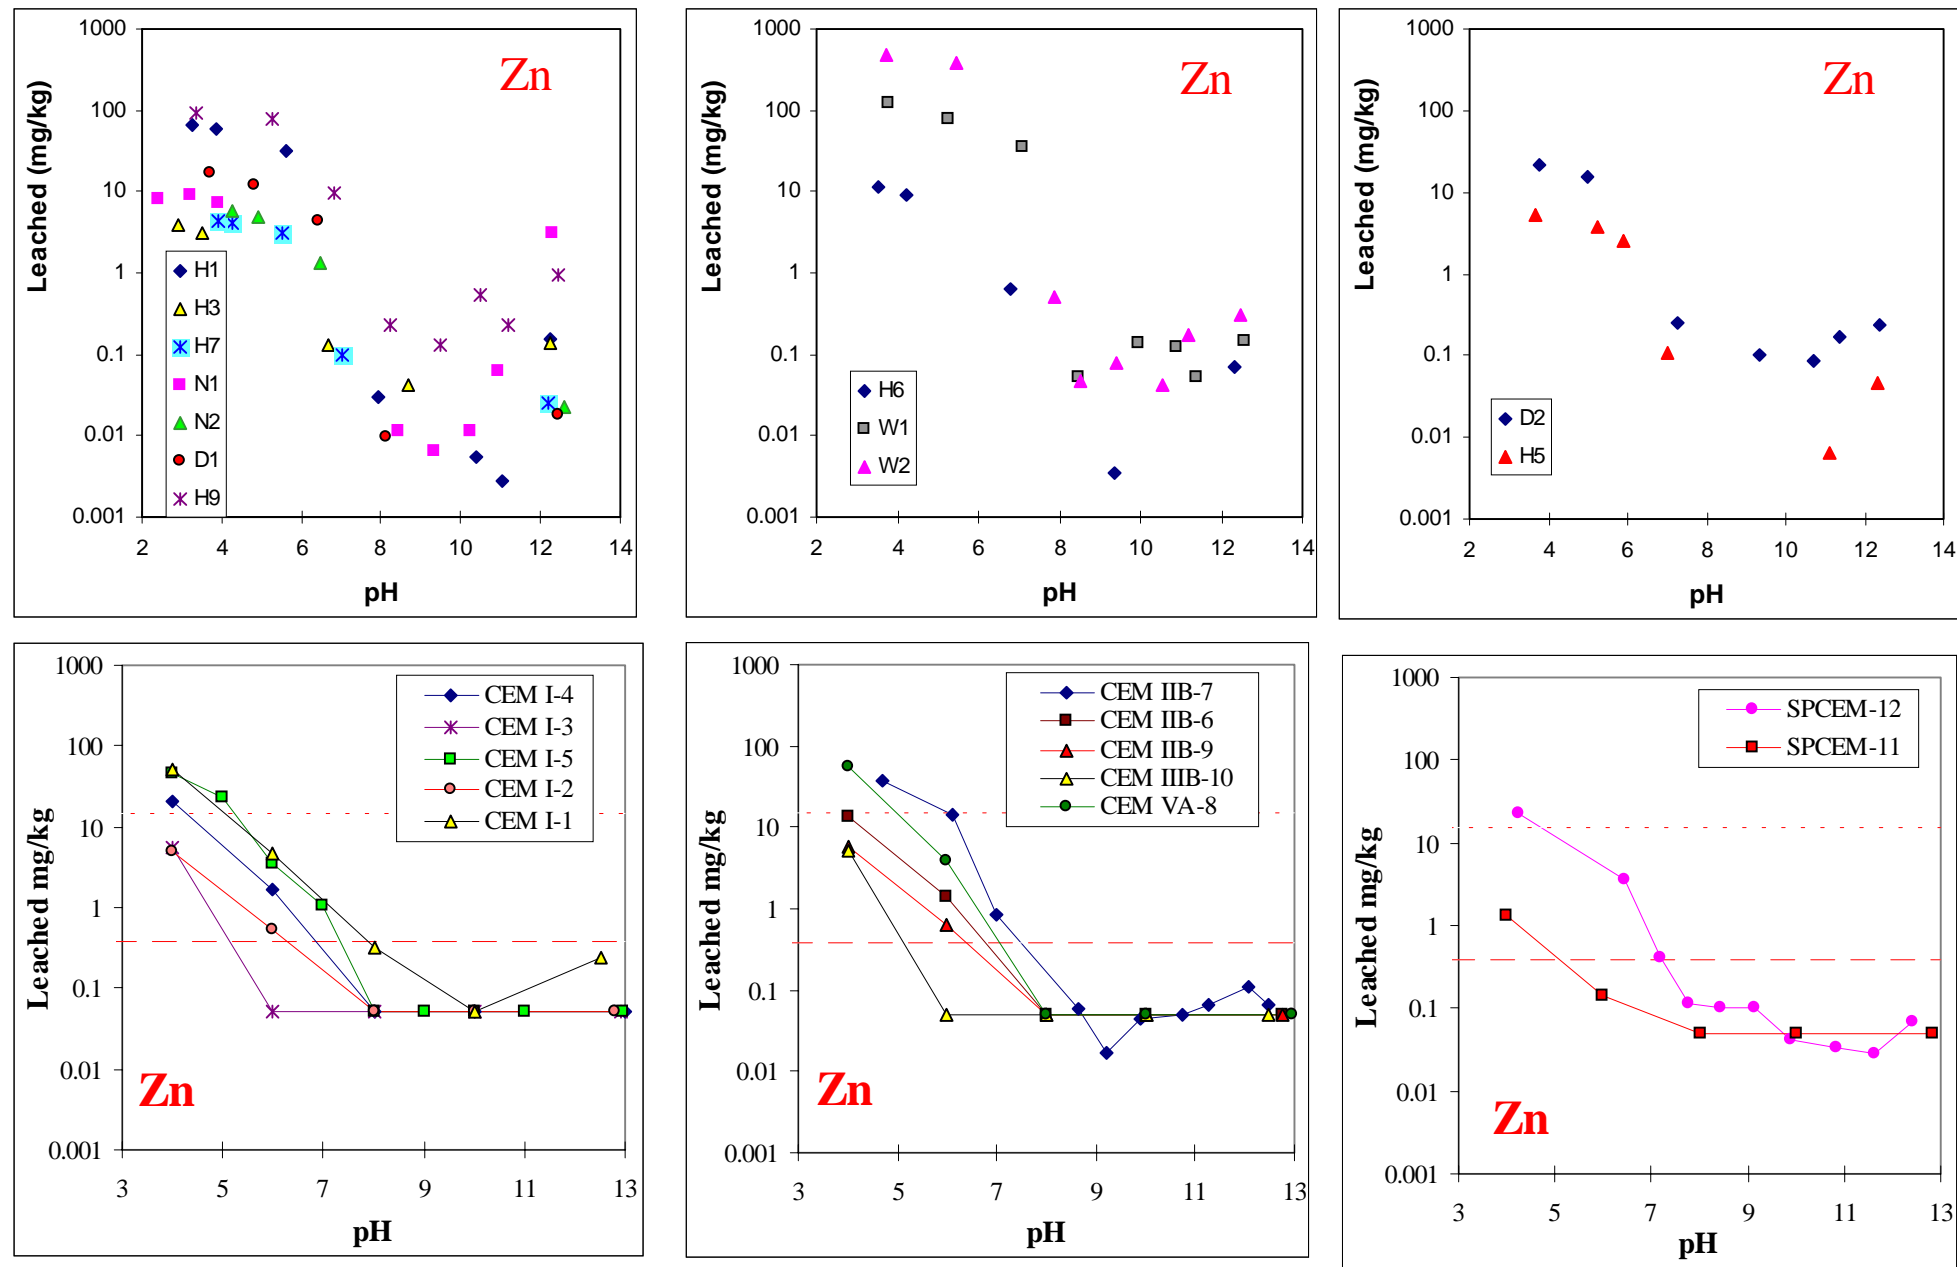 Zn
Leached (mg/kg)
1000
100
10
1
0.1
0.01
0.001
H1
H3
H7
N1
N2
D1
H9
2 4 6 8 10 12 14
pH
Zn
Leached (mg/kg)
1000
100
10
1
0.1
0.01
0.001
H6
W1
W2
2 4 6 8 10 12 14
pH
Zn
Leached (mg/kg)
1000
100
10
1
0.1
0.01
0.001
D2
H5
2 4 6 8 10 12 14
pH
Leached mg/kg
1000
100
10
1
0.1
0.01
0.001
CEM I-4
CEM I-3
CEM I-5
CEM I-2
CEM I-1
Zn
3 5 7 9 11 13
pH
Leached mg/kg
1000
100
10
1
0.1
0.01
0.001
CEM IIB-7
CEM IIB-6
CEM IIB-9
CEM IIIB-10
CEM VA-8
Zn
3 5 7 9 11 13
pH
Leached mg/kg
1000
100
10
1
0.1
0.01
0.001
SPCEM-12
SPCEM-11
Zn
3 5 7 9 11 13
pH